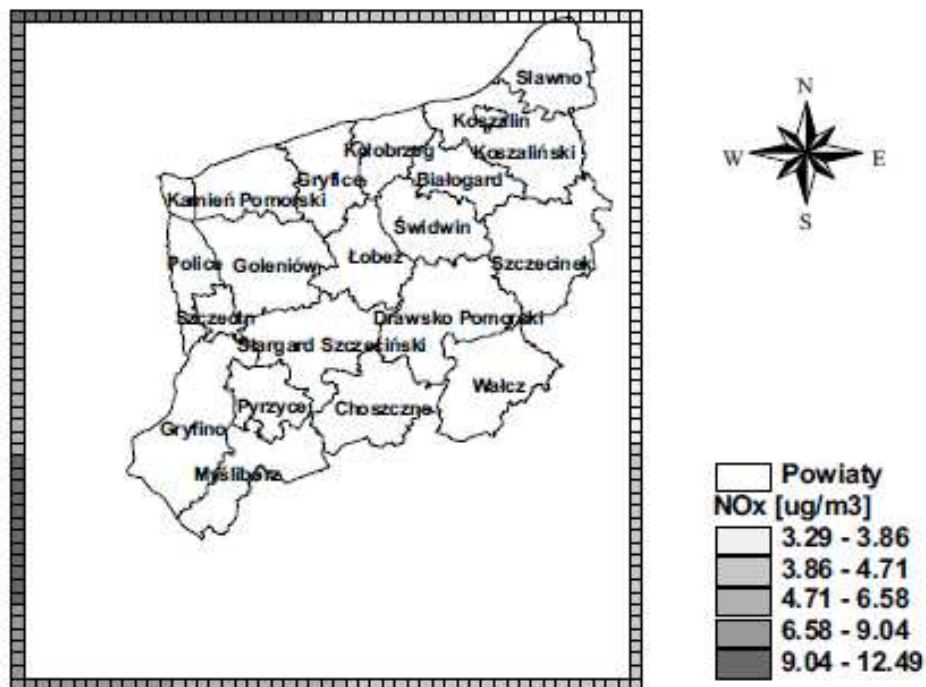 Sławno
Koszalin
Kołobrzeg
Koszaliński
Gryfice
Białogard
Kamień Pomorski
Świdwin
Police
Goleniów
Łobez
Szczecinek
Szczecin
Drawsko Pomorski
Stargard Szczeciński
Wałcz
Pyrzyce
Choszczne
Gryfino
Myślibórz
N
W
E
S
Powiaty
NOx [ug/m3]
3.29 - 3.86
3.86 - 4.71
4.71 - 6.58
6.58 - 9.04
9.04 - 12.49